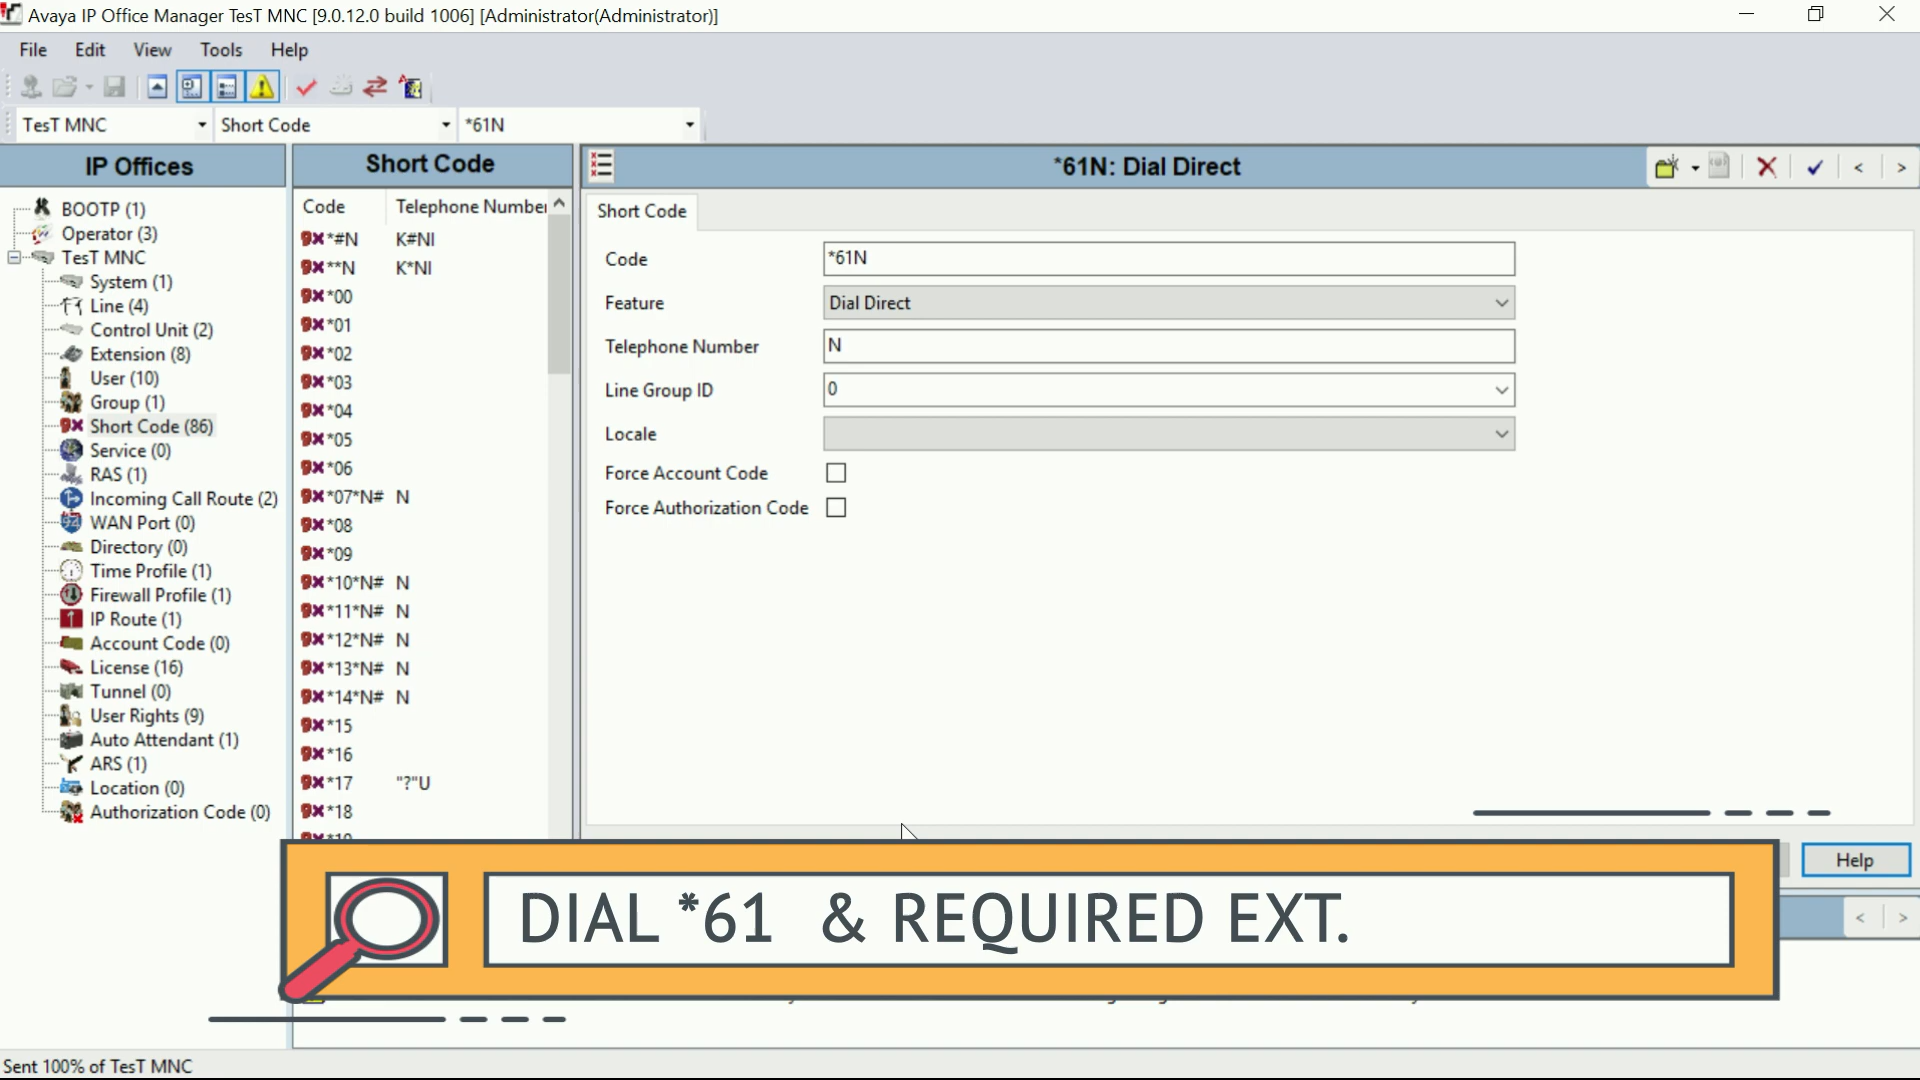 Avaya IP Office Manager TesT MNC [9.0.12.0 build 1006] [Administrator(Administrator)]
File Edit View Tools Help
TesT MNC Short Code *61N
IP Offices
BOOTP (1)
Operator (3)
TesT MNC
System (1)
Line (4)
Control Unit (2)
Extension (8)
User (10)
Group (1)
Short Code (86)
Service (0)
RAS (1)
Incoming Call Route (2)
WAN Port (0)
Directory (0)
Time Profile (1)
Firewall Profile (1)
IP Route (1)
Account Code (0)
License (16)
Tunnel (0)
User Rights (9)
Auto Attendant (1)
ARS (1)
Location (0)
Authorization Code (0)
Short Code
Code Telephone Number
*#N K#NI
**N K*NI
*00
*01
*02
*03
*04
*05
*06
*07*N# N
*08
*09
*10*N# N
*11*N# N
*12*N# N
*13*N# N
*14*N# N
*15
*16
*17 "?"U
*18
*19
*61N: Dial Direct
Short Code
Code *61N
Feature Dial Direct
Telephone Number N
Line Group ID 0
Locale
Force Account Code
Force Authorization Code
Help
DIAL *61 & REQUIRED EXT.
Sent 100% of TesT MNC